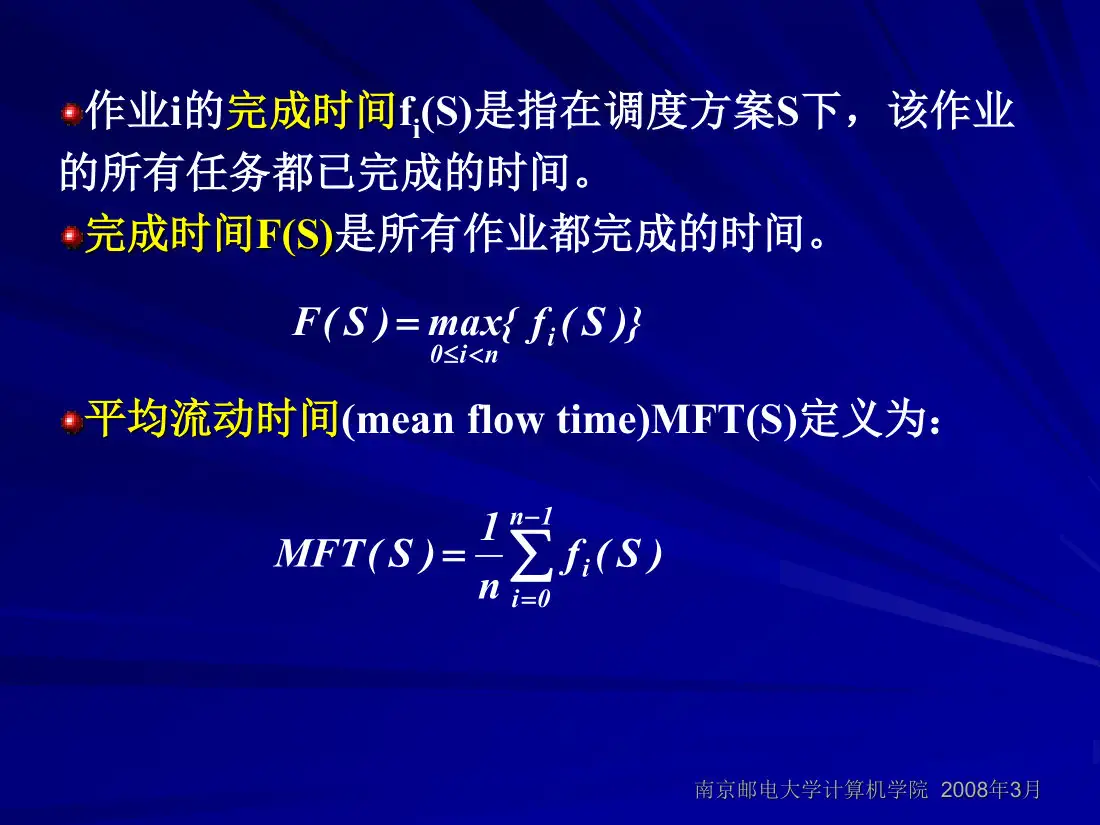 作业i的完成时间fi(S)是指在调度方案S下，该作业
的所有任务都已完成的时间。
完成时间F(S)是所有作业都完成的时间。
F(S)=max{fi(S)}
0≤i<n
平均流动时间(mean flow time)MFT(S)定义为：
MFT(S)=1/n∑i=0n−1fi(S)
南京邮电大学计算机学院 2008年3月